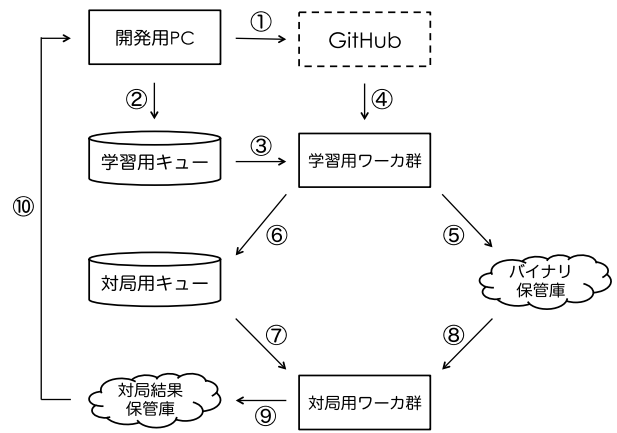 開発用PC
①
GitHub
②
④
学習用キュー
③
学習用ワーカ群
⑩
⑥
⑤
対局用キュー
バイナリ
保管庫
⑦
⑧
対局結果
保管庫
⑨
対局用ワーカ群